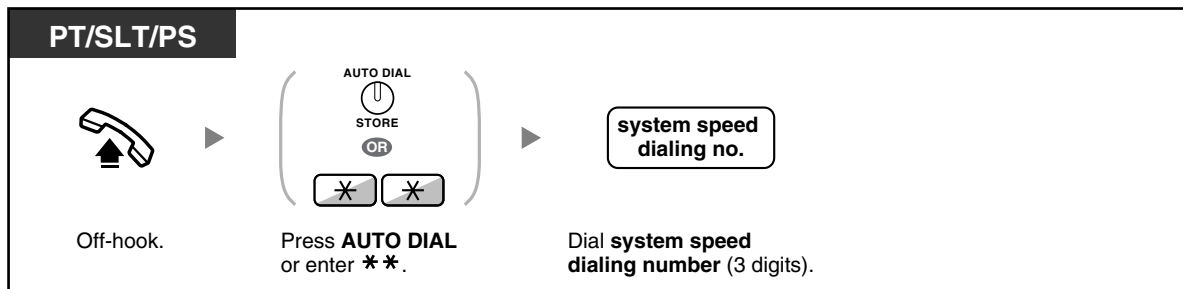 PT/SLT/PS
AUTO DIAL
STORE
OR
* *
system speed
dialing no.
Off-hook.
Press AUTO DIAL
or enter * *.
Dial system speed
dialing number (3 digits).